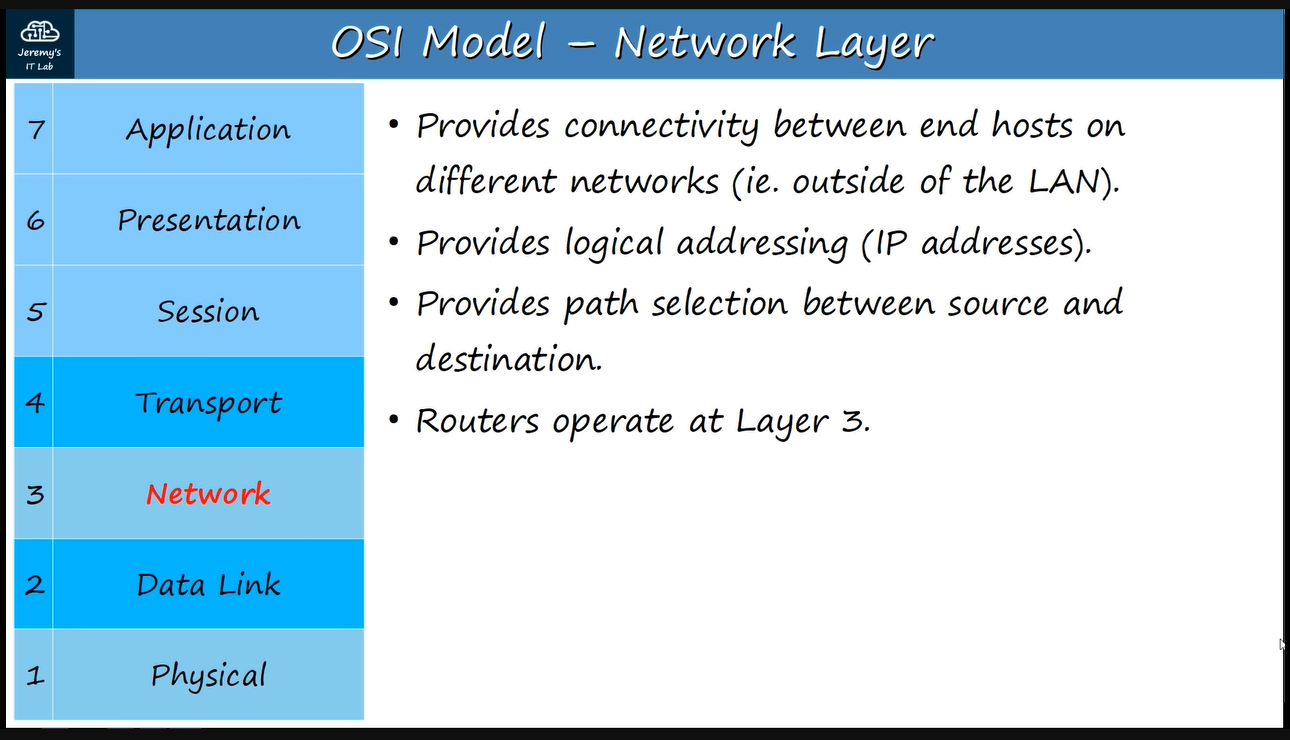 Jeremy's
IT Lab
OSI Model – Network Layer
7 Application
6 Presentation
5 Session
4 Transport
3 Network
2 Data Link
1 Physical
• Provides connectivity between end hosts on
different networks (ie. outside of the LAN).
• Provides logical addressing (IP addresses).
• Provides path selection between source and
destination.
• Routers operate at Layer 3.